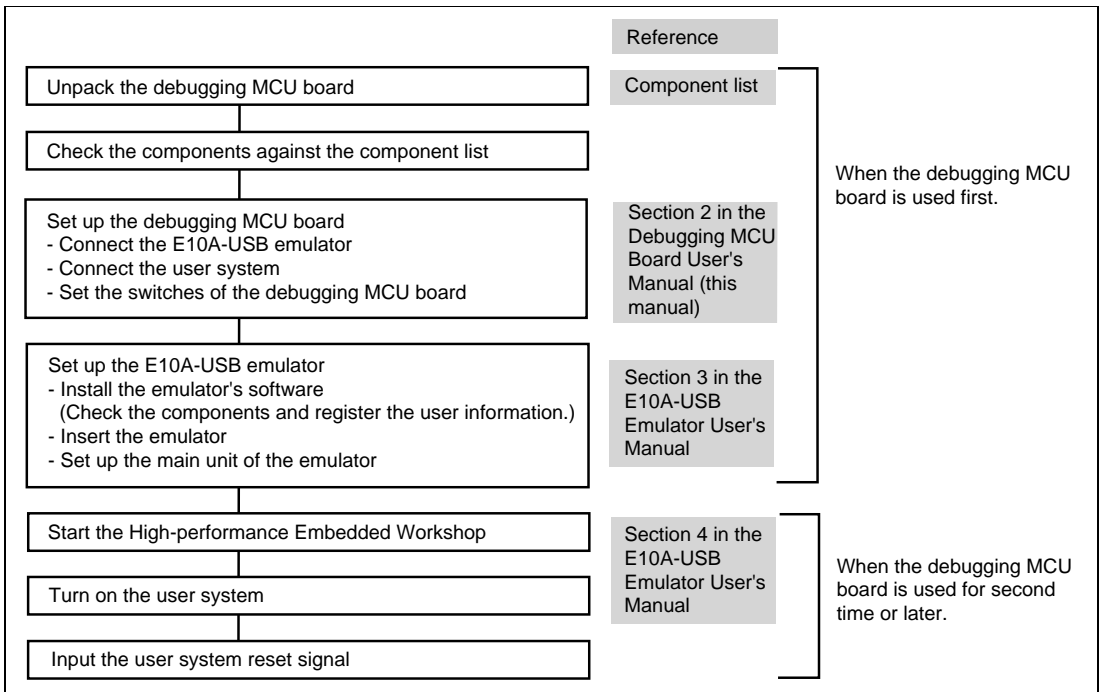 Reference
Unpack the debugging MCU board
Component list
Check the components against the component list
When the debugging MCU
board is used first.
Set up the debugging MCU board
- Connect the E10A-USB emulator
- Connect the user system
- Set the switches of the debugging MCU board
Section 2 in the
Debugging MCU
Board User's
Manual (this
manual)
Set up the E10A-USB emulator
- Install the emulator's software
(Check the components and register the user information.)
- Insert the emulator
- Set up the main unit of the emulator
Section 3 in the
E10A-USB
Emulator User's
Manual
Start the High-performance Embedded Workshop
Section 4 in the
E10A-USB
Emulator User's
Manual
When the debugging MCU
board is used for second
time or later.
Turn on the user system
Input the user system reset signal